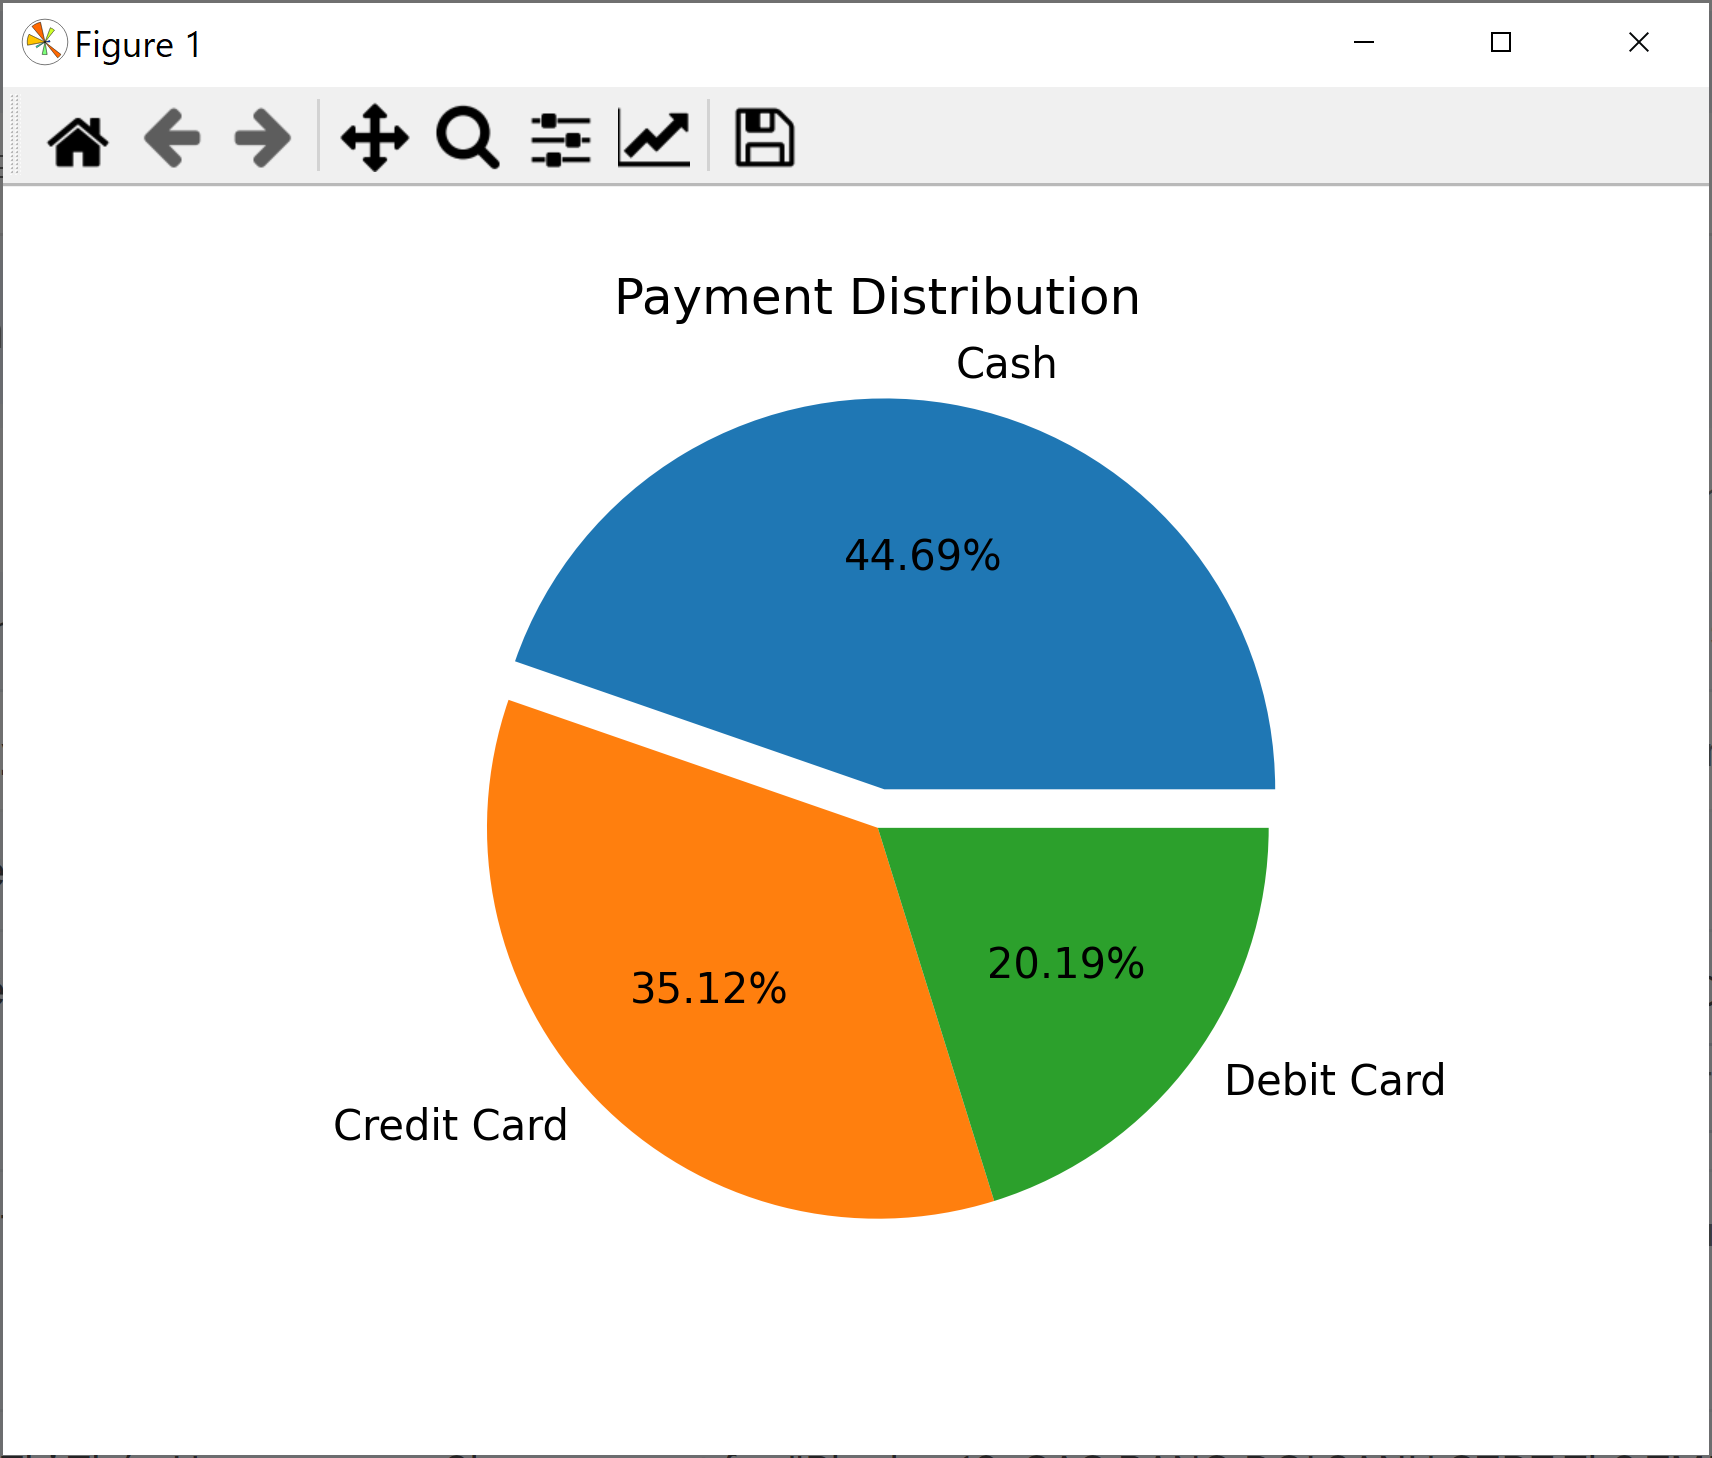 Figure 1
Payment Distribution
Cash
44.69%
35.12%
20.19%
Debit Card
Credit Card